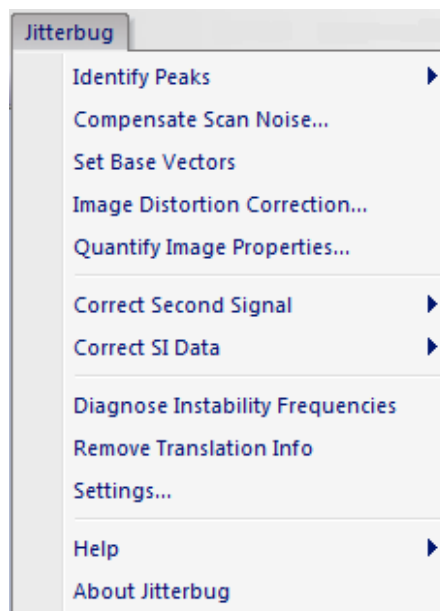 Jitterbug
Identify Peaks
Compensate Scan Noise...
Set Base Vectors
Image Distortion Correction...
Quantify Image Properties...
Correct Second Signal
Correct SI Data
Diagnose Instability Frequencies
Remove Translation Info
Settings...
Help
About Jitterbug